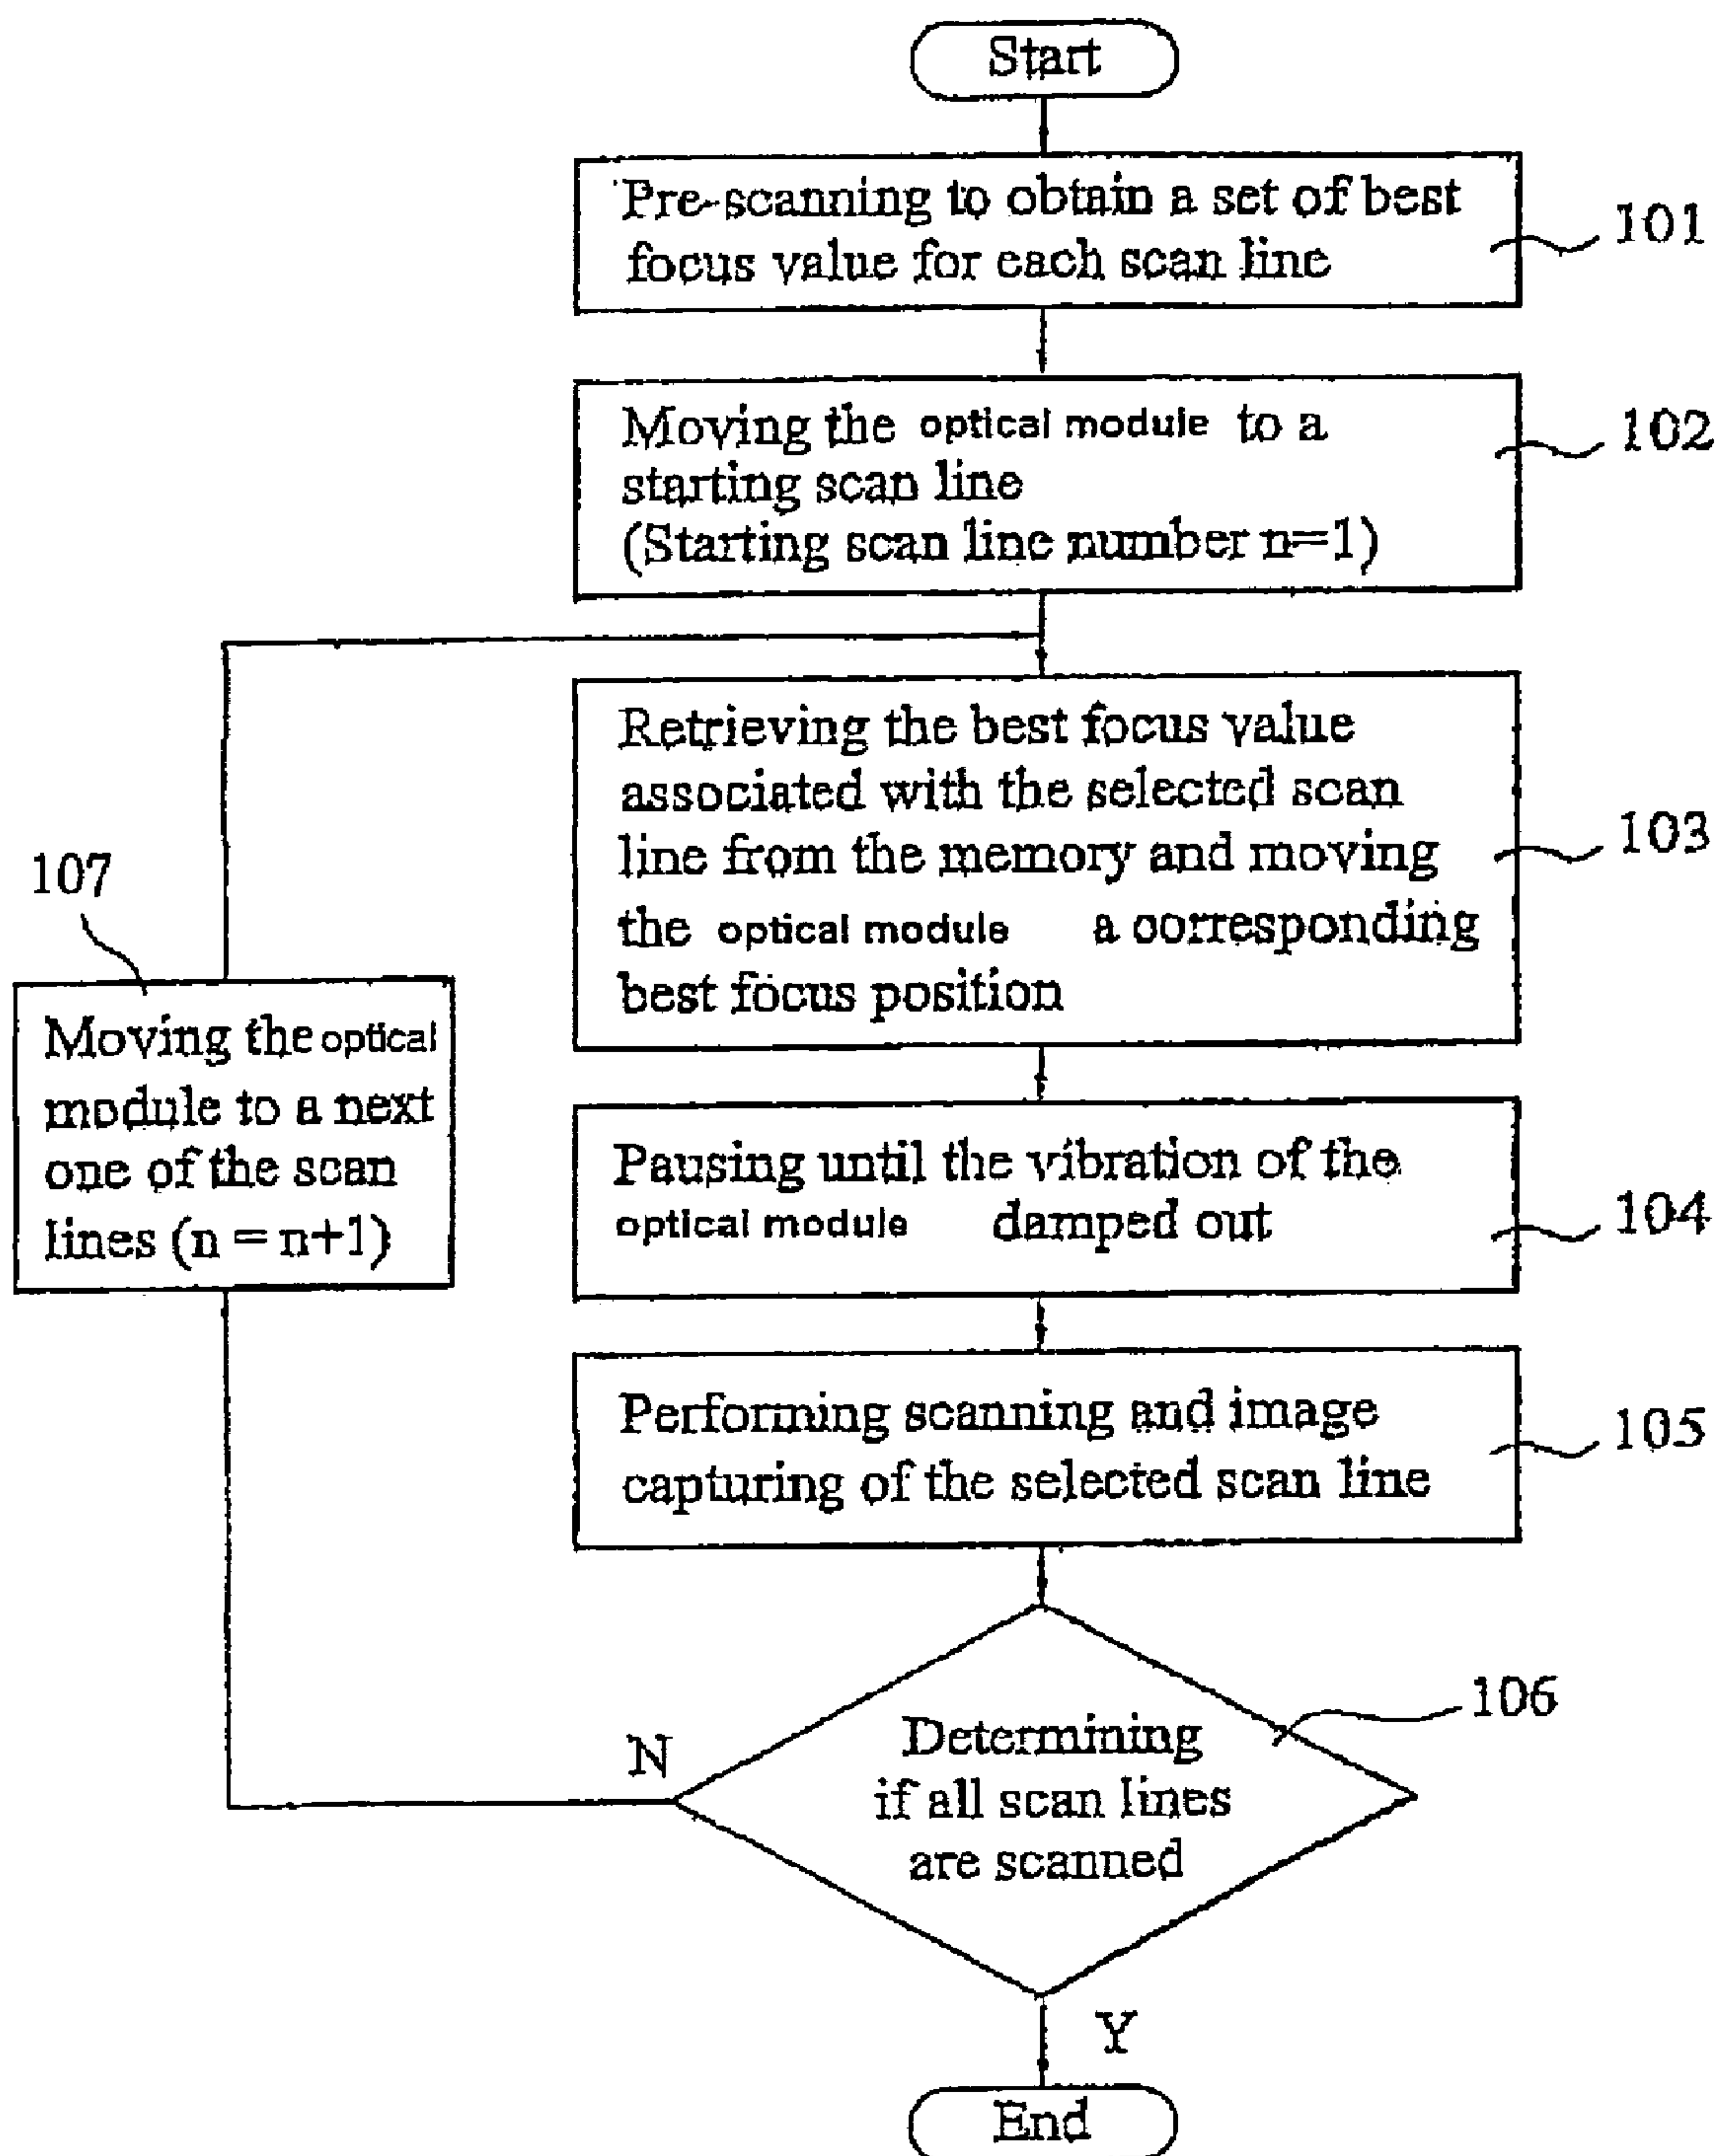 Start
Pre-scanning to obtain a set of best
focus value for each scan line
101
Moving the optical module to a
starting scan line
(Starting scan line number n=1)
102
Retrieving the best focus value
associated with the selected scan
line from the memory and moving
the optical module a corresponding
best focus position
103
107
Moving the optical
module to a next
one of the scan
lines (n = n+1)
Pausing until the vibration of the
optical module damped out
104
Performing scanning and image
capturing of the selected scan line
105
Determining
if all scan lines
are scanned
106
N
Y
End